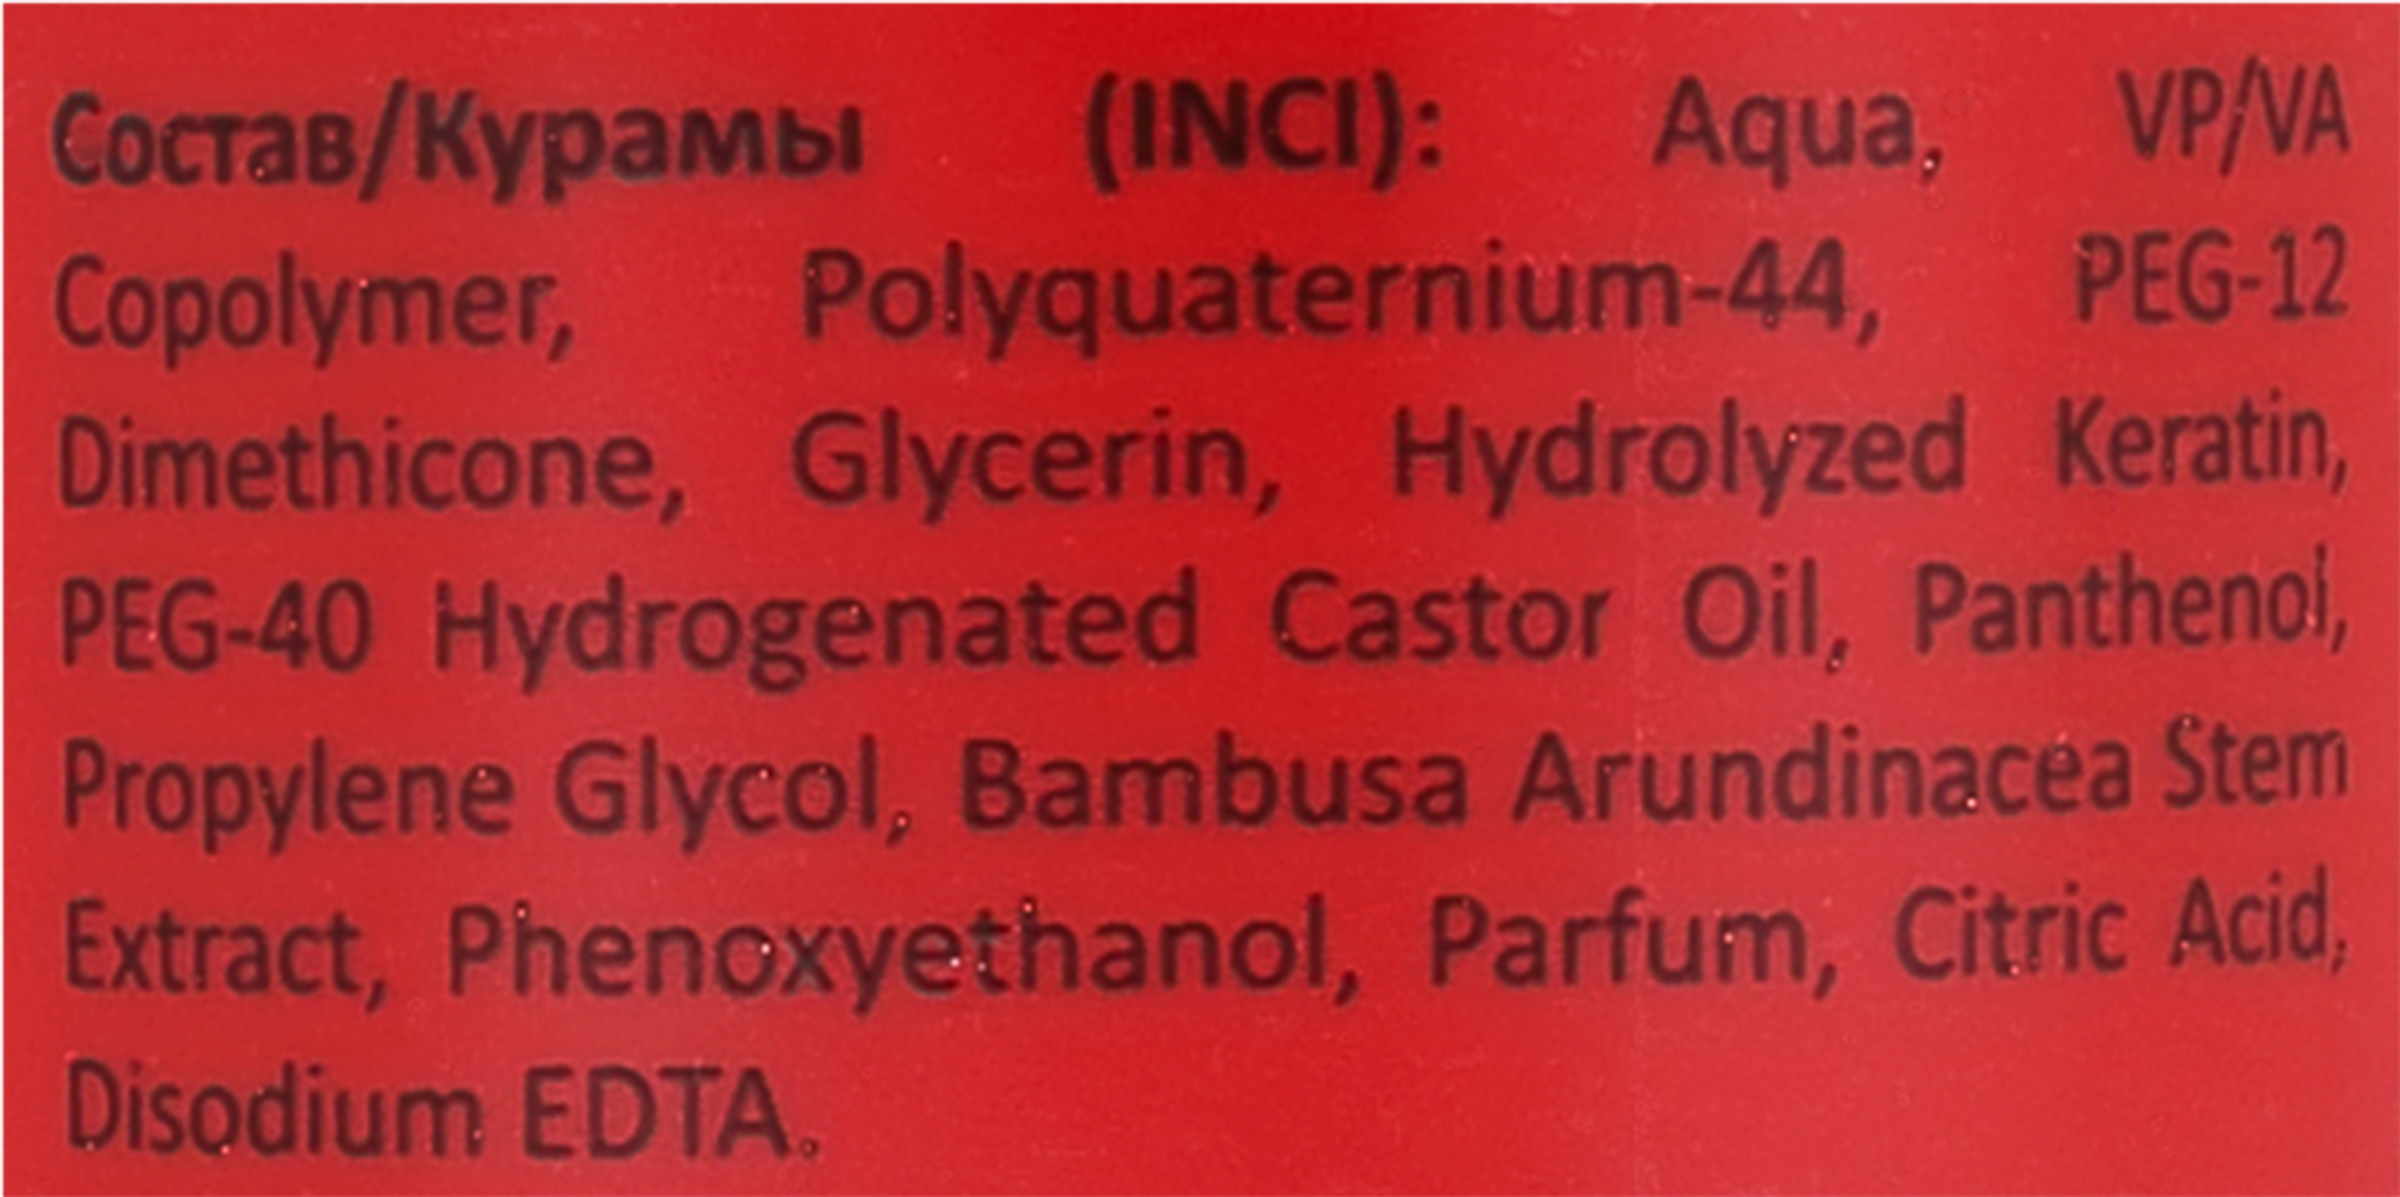 Состав/Курамы (INCI): Aqua, VP/VA
Copolymer, Polyquaternium-44, PEG-12
Dimethicone, Glycerin, Hydrolyzed Keratin,
PEG-40 Hydrogenated Castor Oil, Panthenol,
Propylene Glycol, Bambusa Arundinacea Stem
Extract, Phenoxyethanol, Parfum, Citric Acid,
Disodium EDTA.